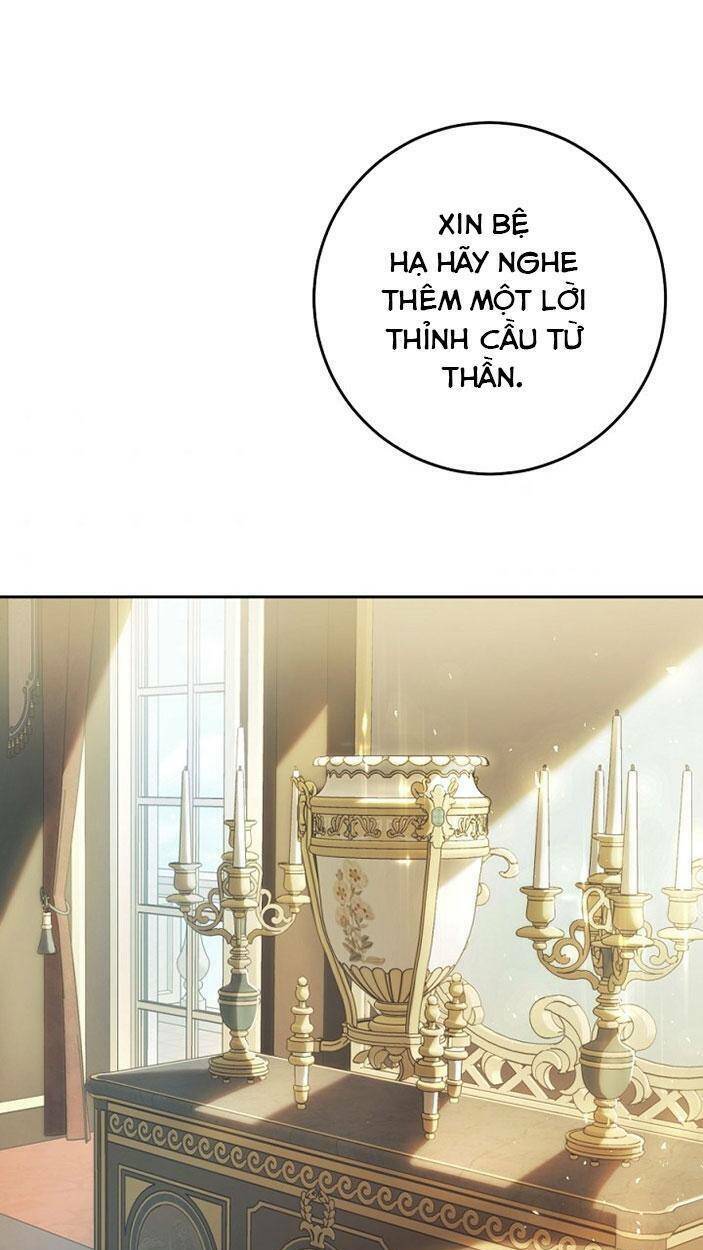 XIN BỆ
HẠ HÃY NGHE
THÊM MỘT LỜI
THỈNH CẦU TỪ
THẦN.